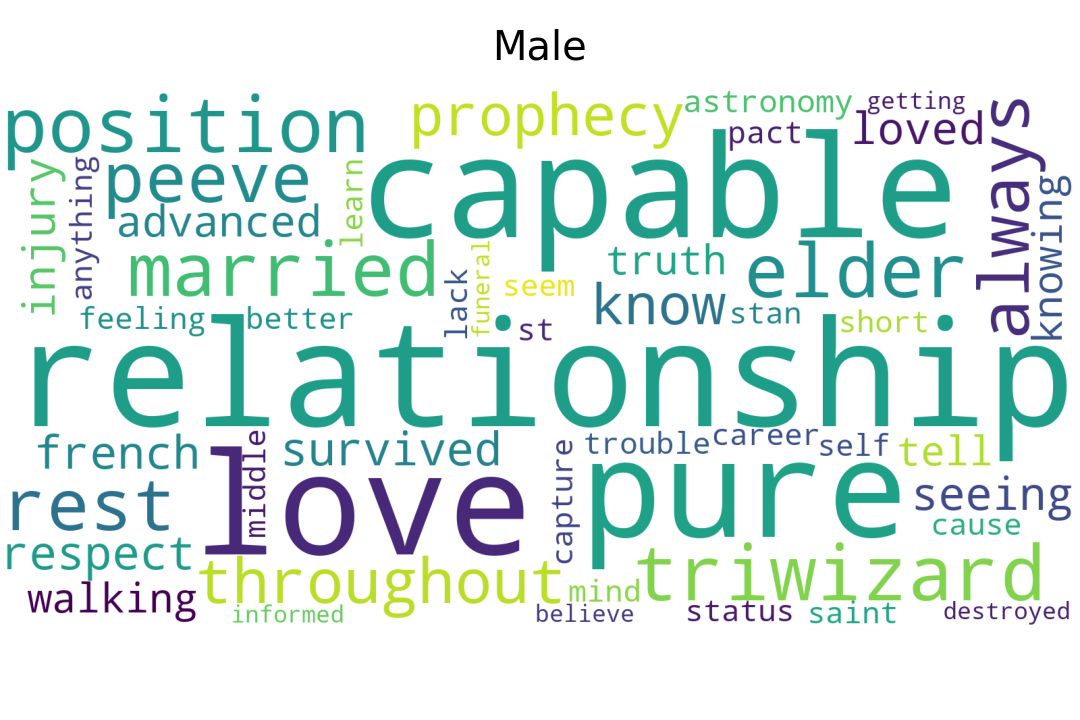 Male
position
prophecy
astronomy
getting
pact
loved
always
capable
peeve
injury
anything
learn
advanced
married
truth
elder
knowing
lack
funeral
seem
know
stan
short
feeling
better
st
relationship
french
middle
survived
capture
trouble
career
self
tell
rest
love
pure
seeing
cause
respect
throughout
triwizard
walking
mind
informed
believe
status
saint
destroyed